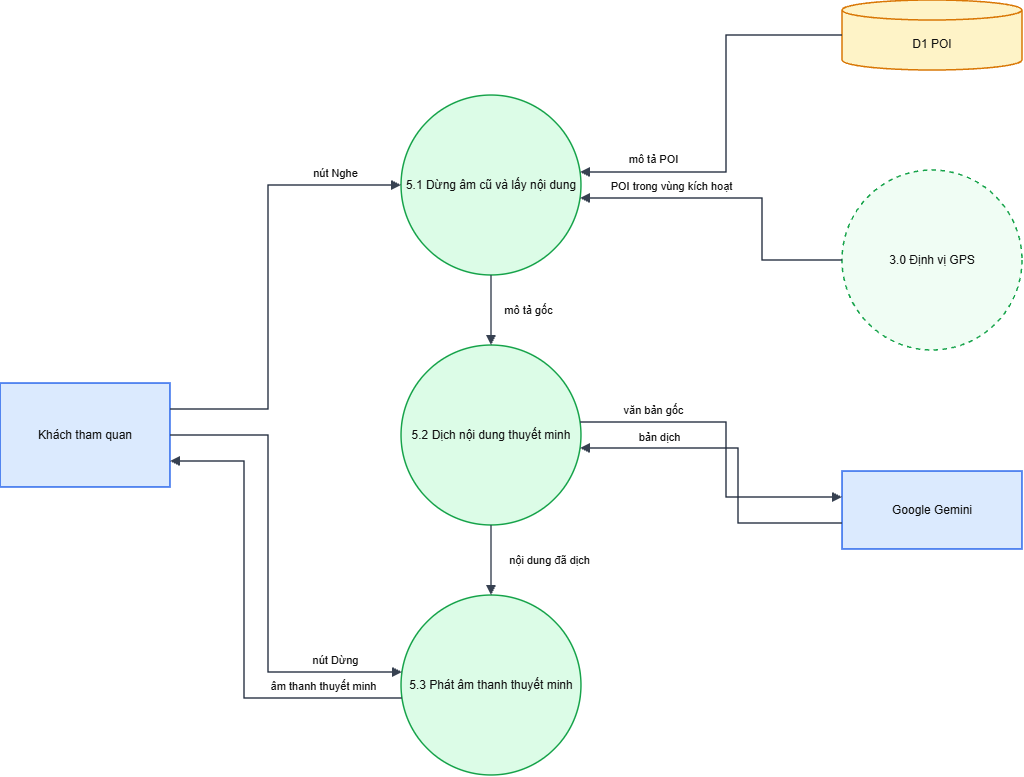 D1 POI
mô tả POI
nút Nghe
5.1 Dừng âm cũ và lấy nội dung
POI trong vùng kích hoạt
3.0 Định vị GPS
mô tả gốc
Khách tham quan
5.2 Dịch nội dung thuyết minh
văn bản gốc
bản dịch
Google Gemini
nội dung đã dịch
nút Dừng
âm thanh thuyết minh
5.3 Phát âm thanh thuyết minh